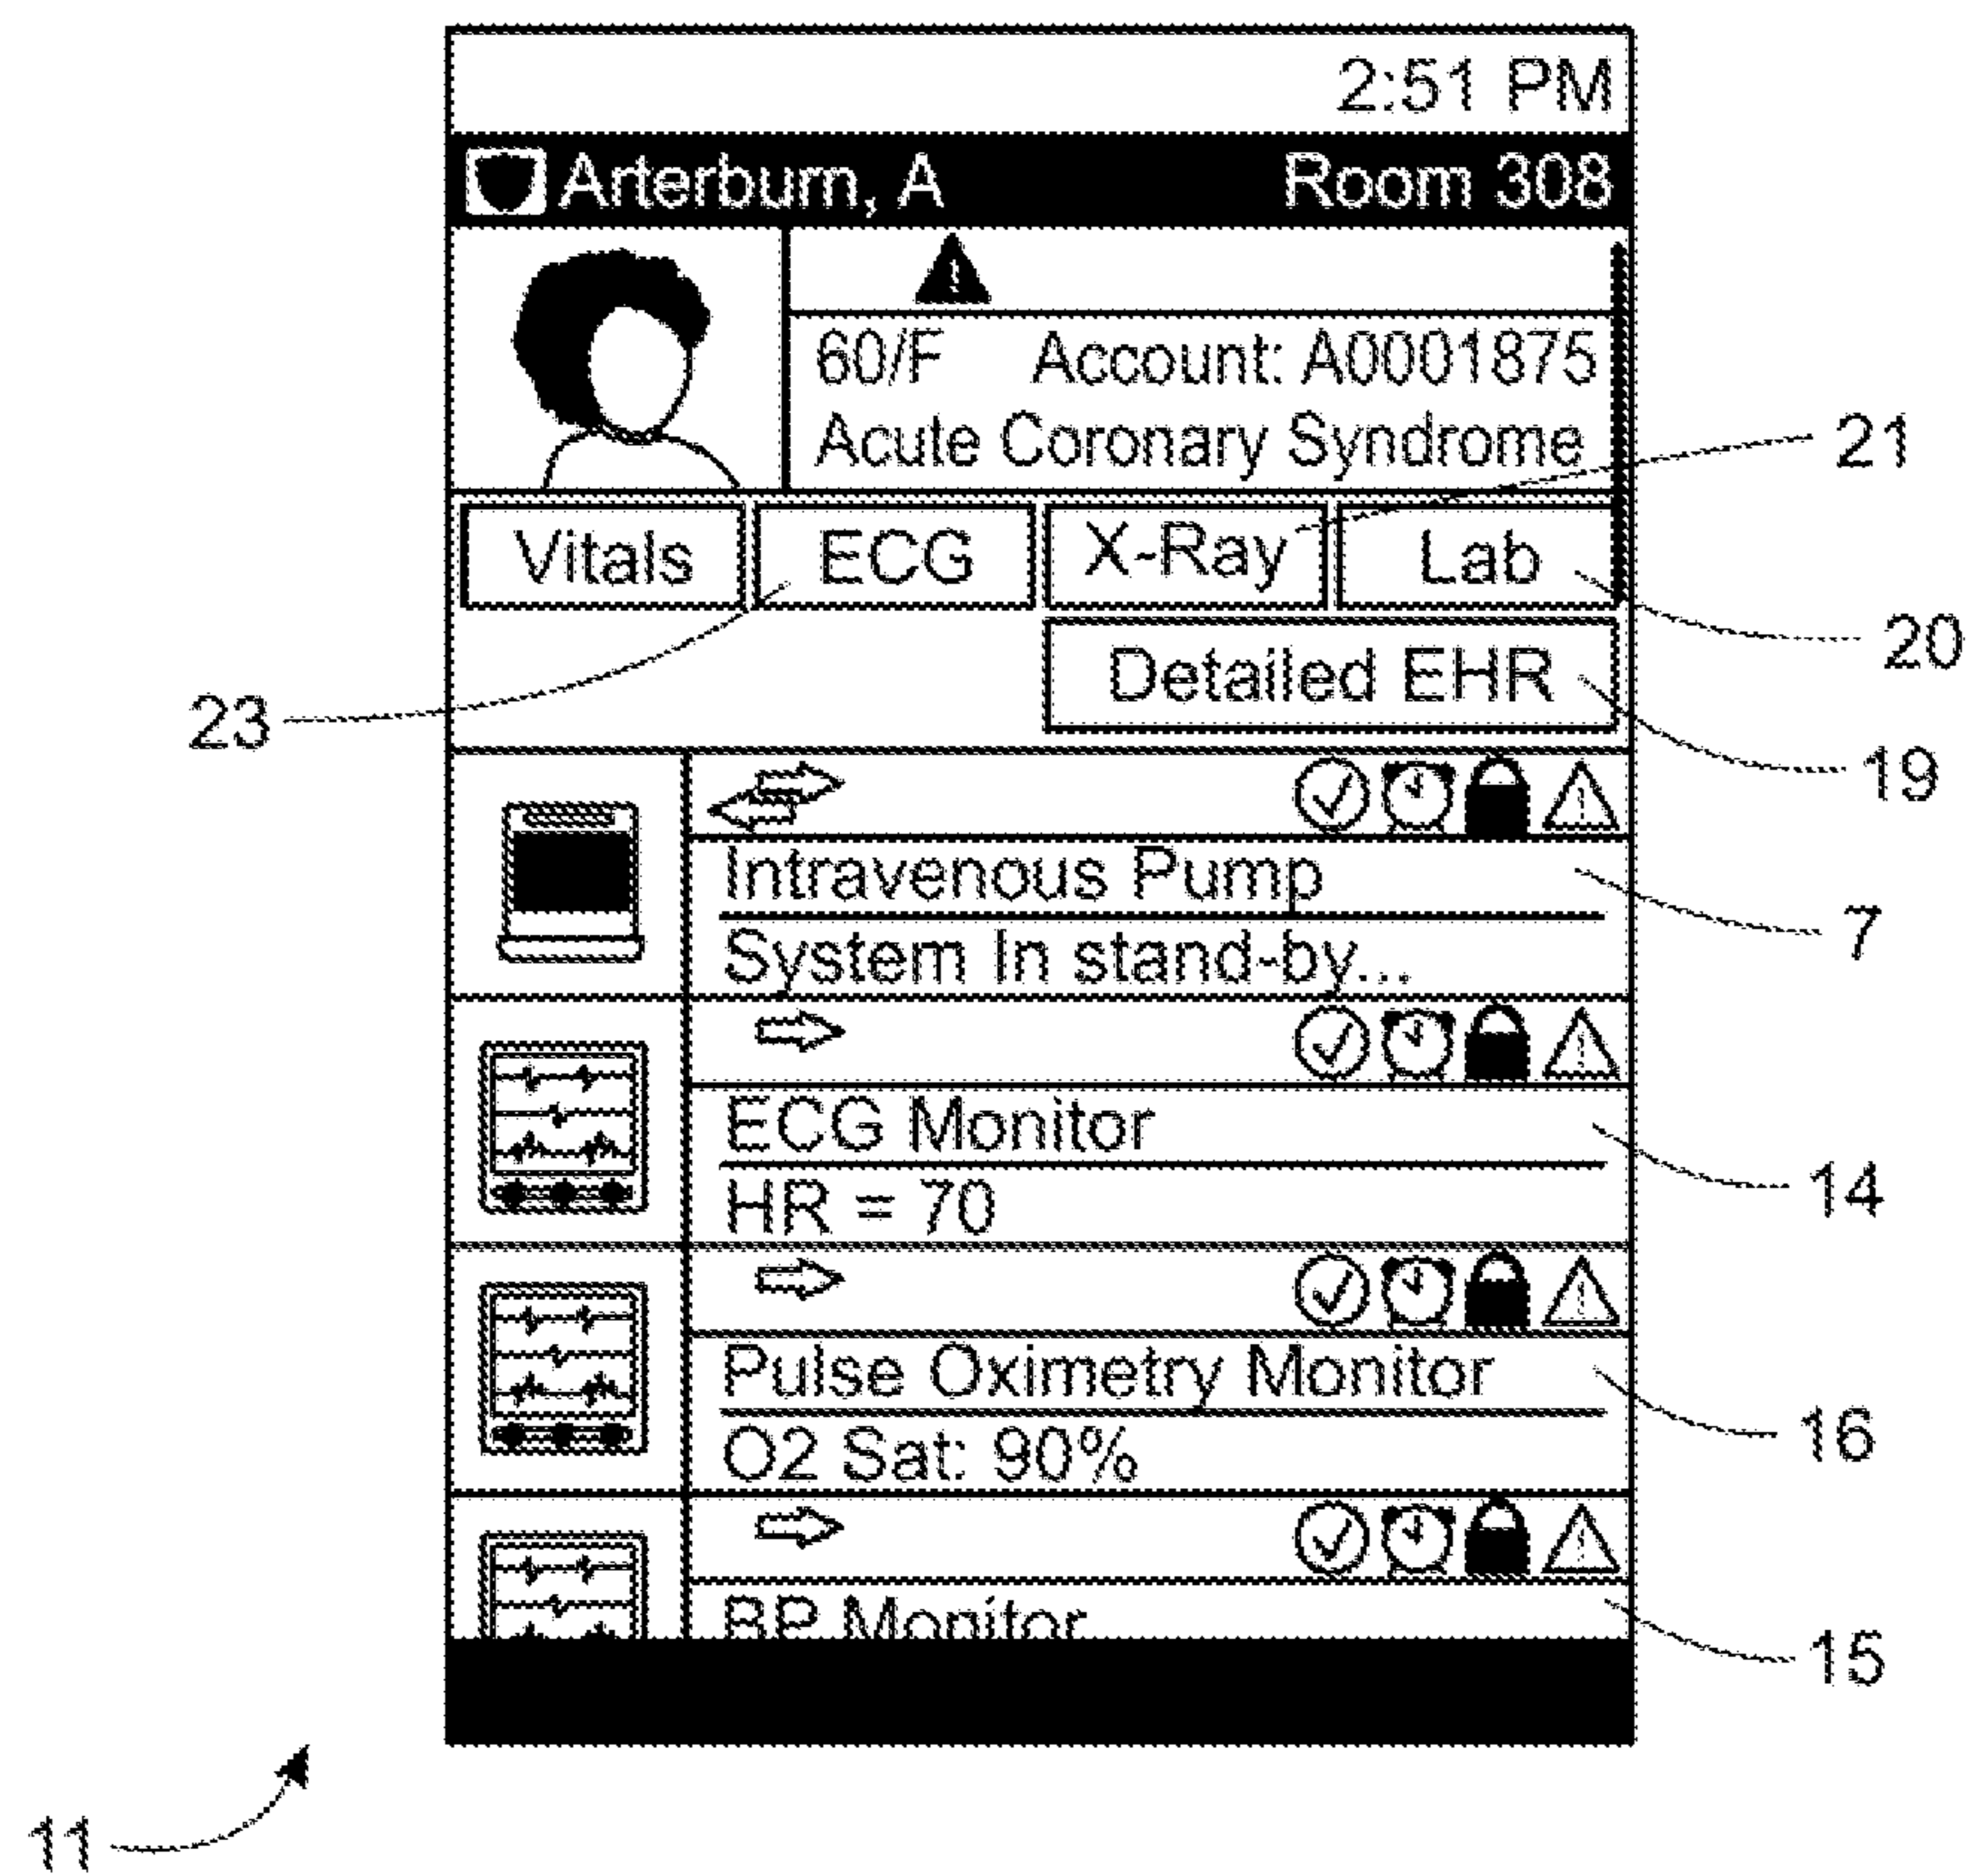 2:51 PM
Arterburn, A Room 308
60/F Account: A0001875
Acute Coronary Syndrome
21
Vitals ECG X-Ray Lab
20
Detailed EHR
23
19
Intravenous Pump
7
System In stand-by...
ECG Monitor
14
HR = 70
Pulse Oximetry Monitor
16
O2 Sat: 90%
BP Monitor
15
11